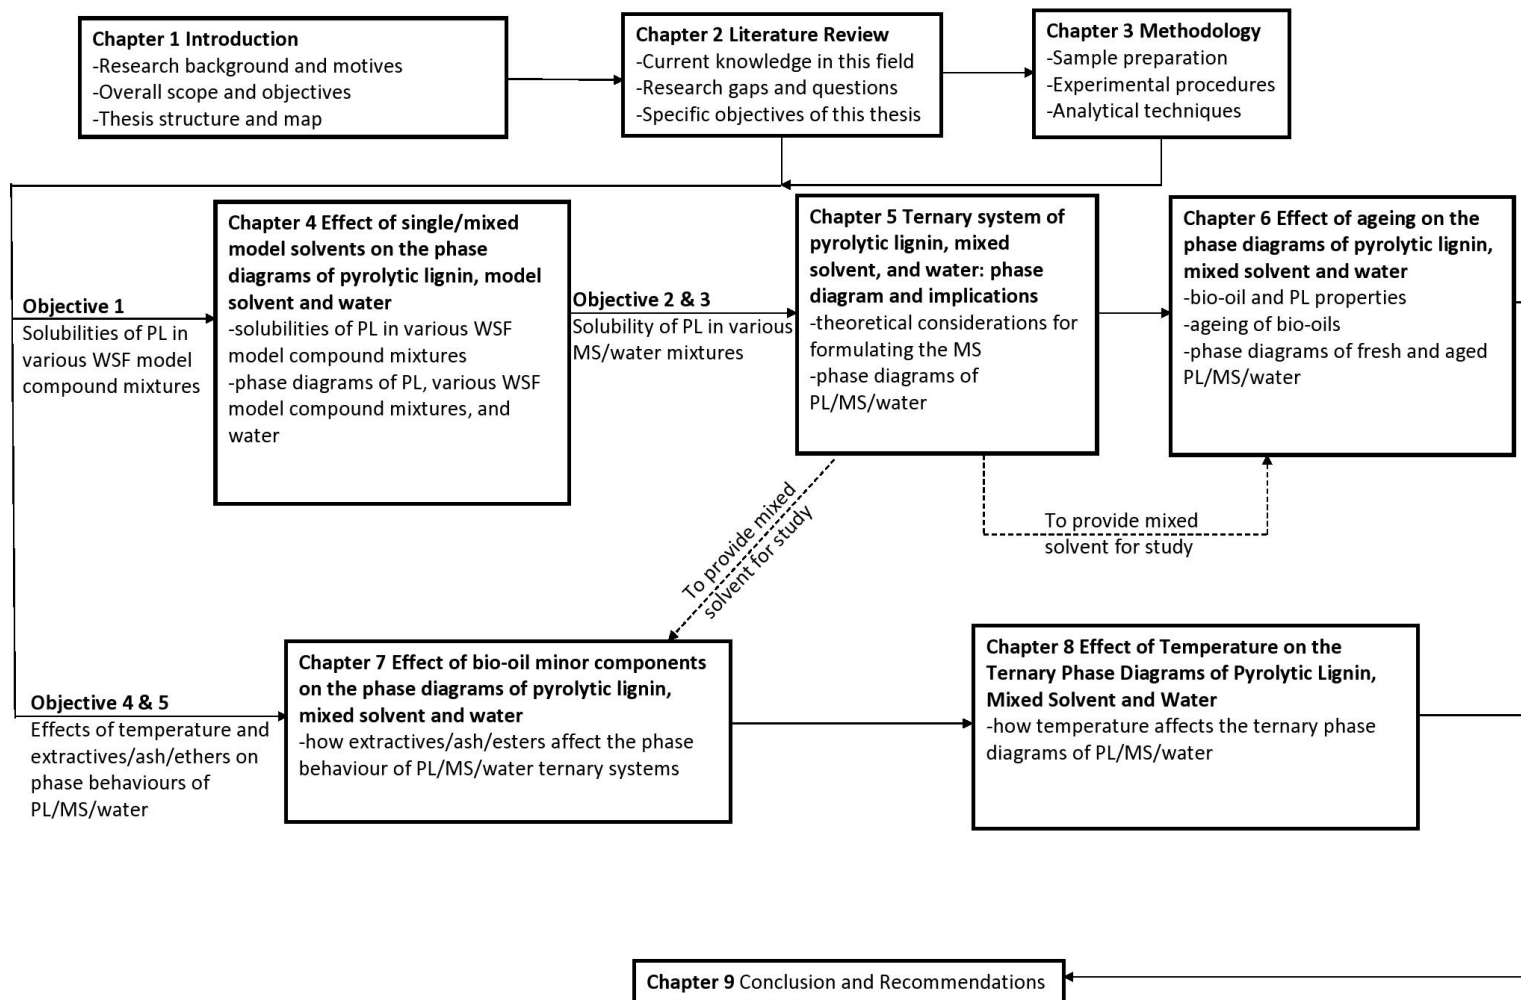 Chapter 1 Introduction
-Research background and motives
-Overall scope and objectives
-Thesis structure and map
Chapter 2 Literature Review
-Current knowledge in this field
-Research gaps and questions
-Specific objectives of this thesis
Chapter 3 Methodology
-Sample preparation
-Experimental procedures
-Analytical techniques
Objective 1
Solubilities of PL in
various WSF model
compound mixtures
Chapter 4 Effect of single/mixed
model solvents on the phase
diagrams of pyrolytic lignin, model
solvent and water
-solubilities of PL in various WSF
model compound mixtures
-phase diagrams of PL, various WSF
model compound mixtures, and
water
Objective 2 & 3
Solubility of PL in various
MS/water mixtures
Chapter 5 Ternary system of
pyrolytic lignin, mixed
solvent, and water: phase
diagram and implications
-theoretical considerations for
formulating the MS
-phase diagrams of
PL/MS/water
Chapter 6 Effect of ageing on the
phase diagrams of pyrolytic lignin,
mixed solvent and water
-bio-oil and PL properties
-ageing of bio-oils
-phase diagrams of fresh and aged
PL/MS/water
To provide mixed
solvent for study
To provide mixed
solvent for study
Objective 4 & 5
Effects of temperature and
extractives/ash/ethers on
phase behaviours of
PL/MS/water
Chapter 7 Effect of bio-oil minor components
on the phase diagrams of pyrolytic lignin,
mixed solvent and water
-how extractives/ash/esters affect the phase
behaviour of PL/MS/water ternary systems
Chapter 8 Effect of Temperature on the
Ternary Phase Diagrams of Pyrolytic Lignin,
Mixed Solvent and Water
-how temperature affects the ternary phase
diagrams of PL/MS/water
Chapter 9 Conclusion and Recommendations